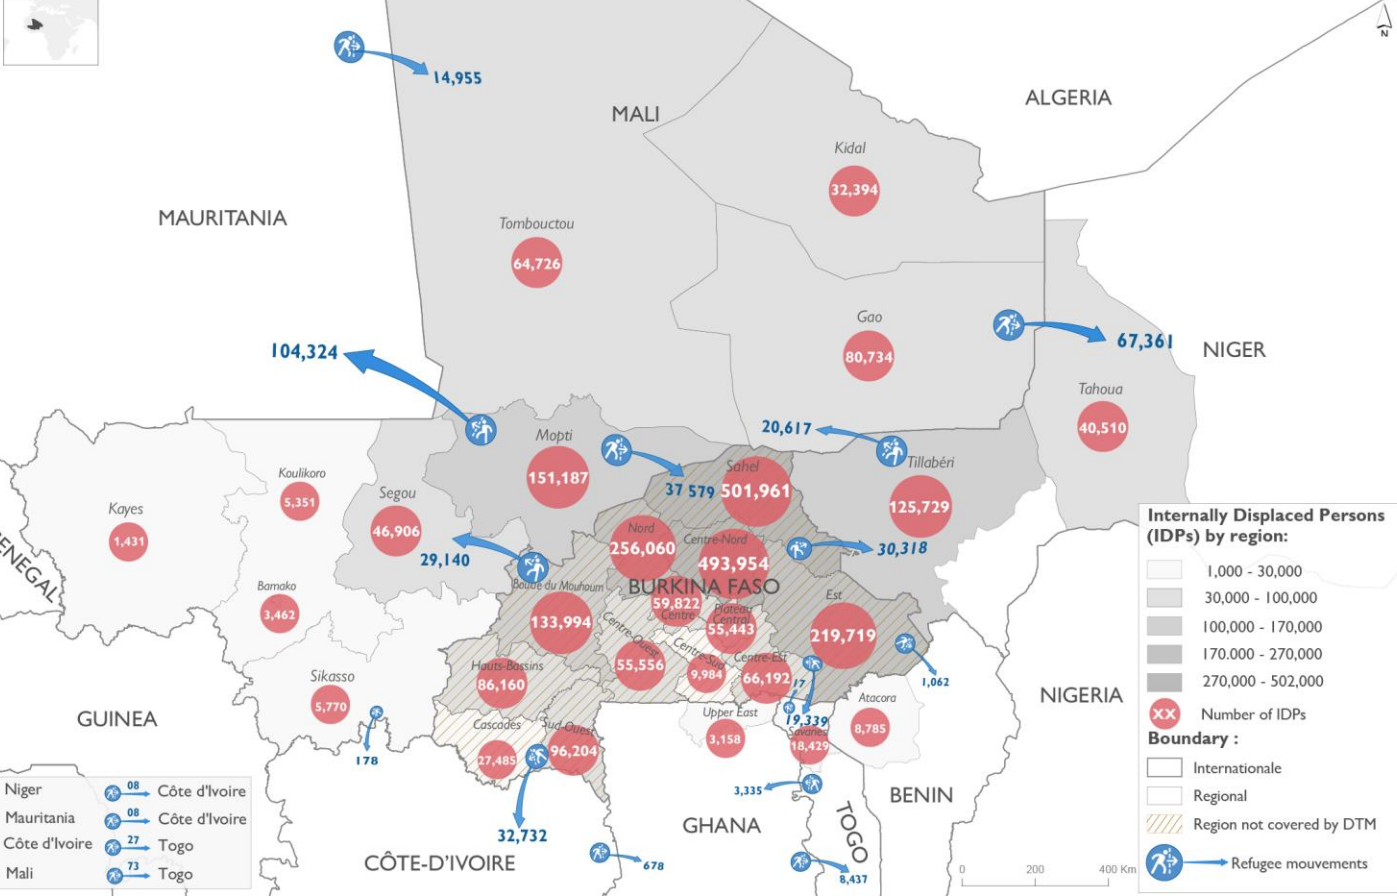 N
14,955
MALI
ALGERIA
Kidal
32,394
MAURITANIA
Tombouctou
64,726
Gao
80,734
67,361
NIGER
104,324
Tahoua
40,510
20,617
Mopti
151,187
Sahel
501,961
37 579
Tillabéri
125,729
Koulikoro
5,351
Segou
46,906
Kayes
1,431
29,140
Nord
256,060
Centre-Nord
493,954
30,318
Bamako
3,462
Boucle du Mouhoum
133,994
BURKINA FASO
59,822
Centre
Plateau
Central
55,443
Est
219,719
Centre-Ouest
55,556
Centre-Sud
9,984
Centre-Est
66,192
1,062
Hauts-Bassins
86,160
Sikasso
5,770
178
GUINEA
Cascades
27,485
Sud-Ouest
96,204
Upper East
3,158
17
19,339
Savanes
18,429
Atacora
8,785
NIGERIA
BENIN
3,335
TOGO
GHANA
32,732
CÔTE-D'IVOIRE
678
8,437
Niger 08 Côte d'Ivoire
Mauritania 08 Côte d'Ivoire
Côte d'Ivoire 27 Togo
Mali 73 Togo
0 200 400 Km
Internally Displaced Persons
(IDPs) by region:
1,000 - 30,000
30,000 - 100,000
100,000 - 170,000
170.000 - 270,000
270,000 - 502,000
XX Number of IDPs
Boundary :
Internationale
Regional
Region not covered by DTM
Refugee mouvements